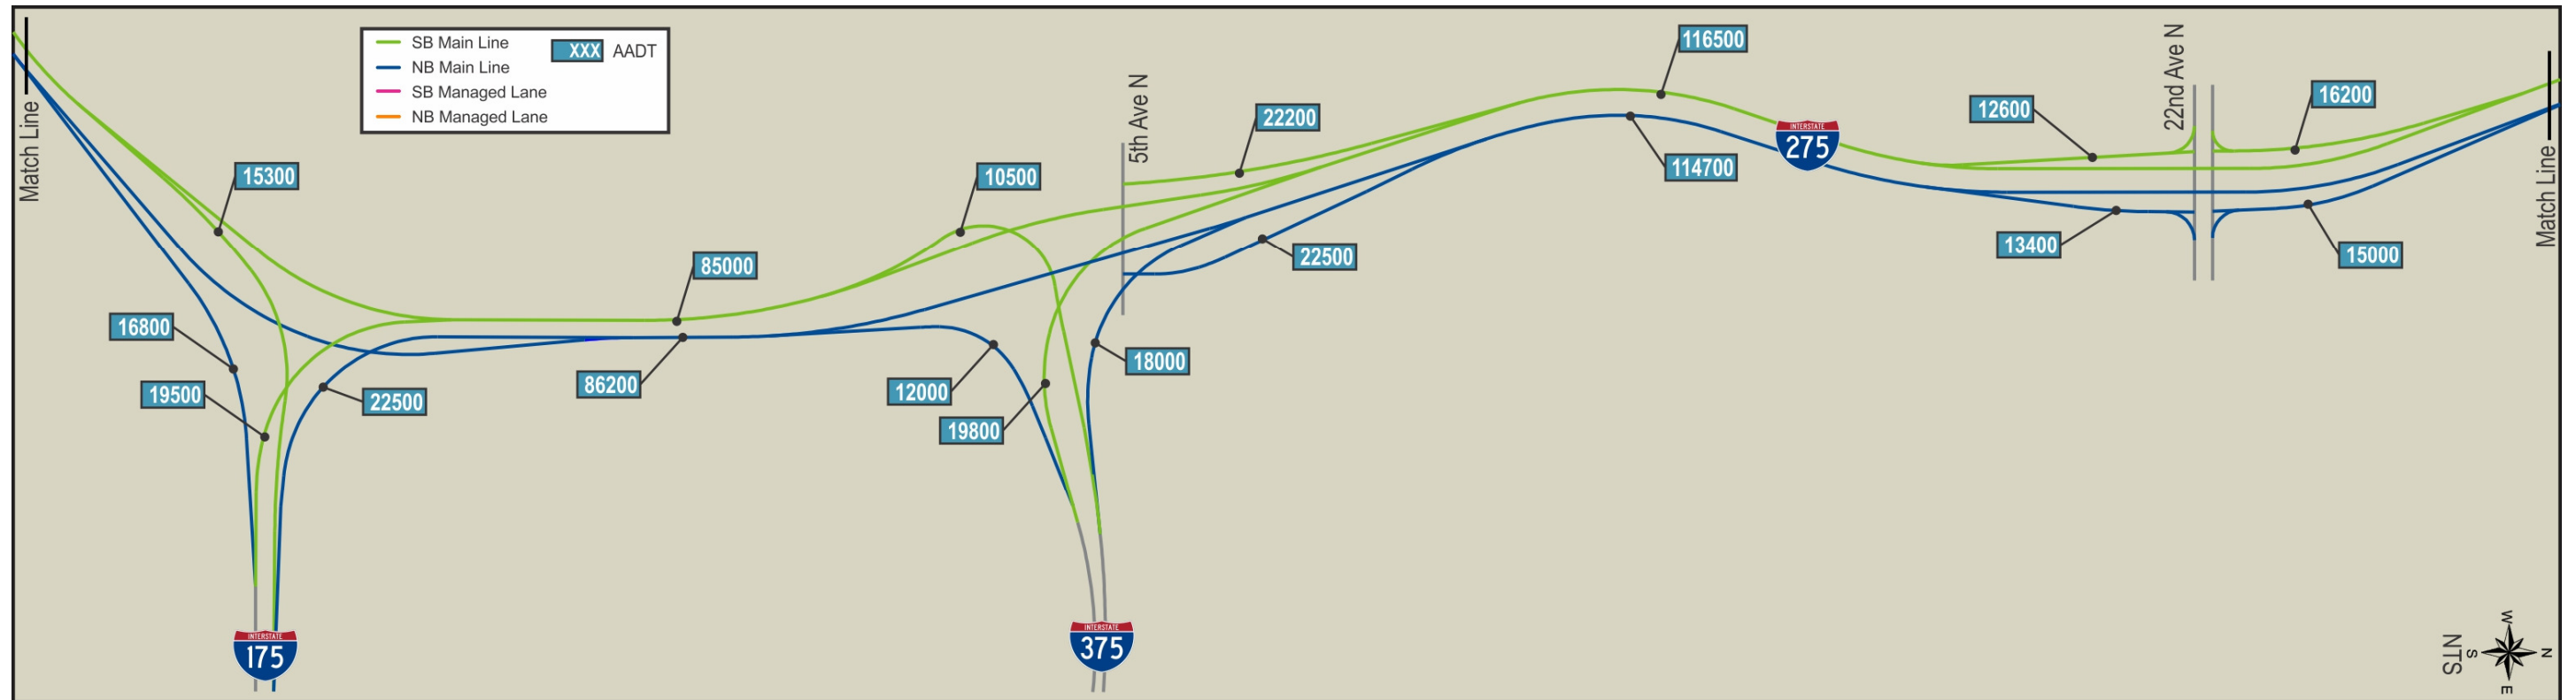 SB Main Line
NB Main Line
SB Managed Lane
NB Managed Lane
XXX AADT
Match Line
15300
16800
19500
22500
85000
86200
10500
12000
19800
18000
5th Ave N
22200
22500
116500
114700
INTERSTATE
275
12600
13400
22nd Ave N
16200
15000
Match Line
INTERSTATE
175
INTERSTATE
375
NTS
W
S
N
E